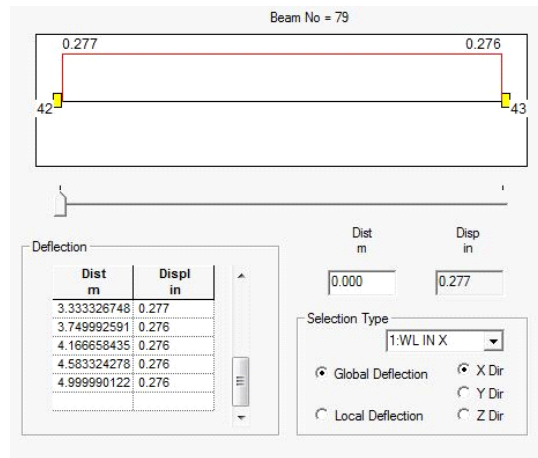 Beam No = 79
0.277 0.276
42 43
Dist Disp
m in
0.000 0.277
Deflection
Dist Displ
m in
3.333326748 0.277
3.749992591 0.276
4.166658435 0.276
4.583324278 0.276
4.999990122 0.276
Selection Type
1:WL IN X
Global Deflection X Dir
Y Dir
Local Deflection Z Dir